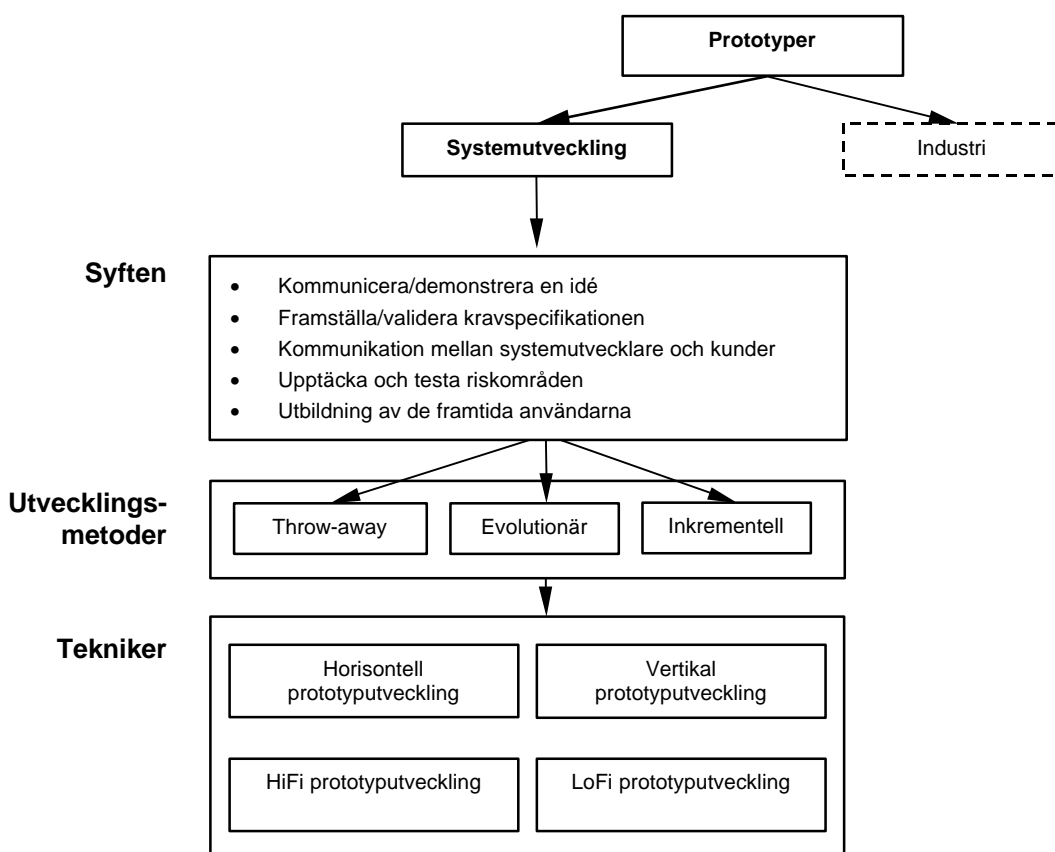 Prototyper
Systemutveckling
Industri
Syften
• Kommunicera/demonstrera en idé
• Framställa/validera kravspecifikationen
• Kommunikation mellan systemutvecklare och kunder
• Upptäcka och testa riskområden
• Utbildning av de framtida användarna
Utvecklings-
metoder
Throw-away
Evolutionär
Inkrementell
Tekniker
Horisontell
prototyputveckling
Vertikal
prototyputveckling
HiFi prototyputveckling
LoFi prototyputveckling